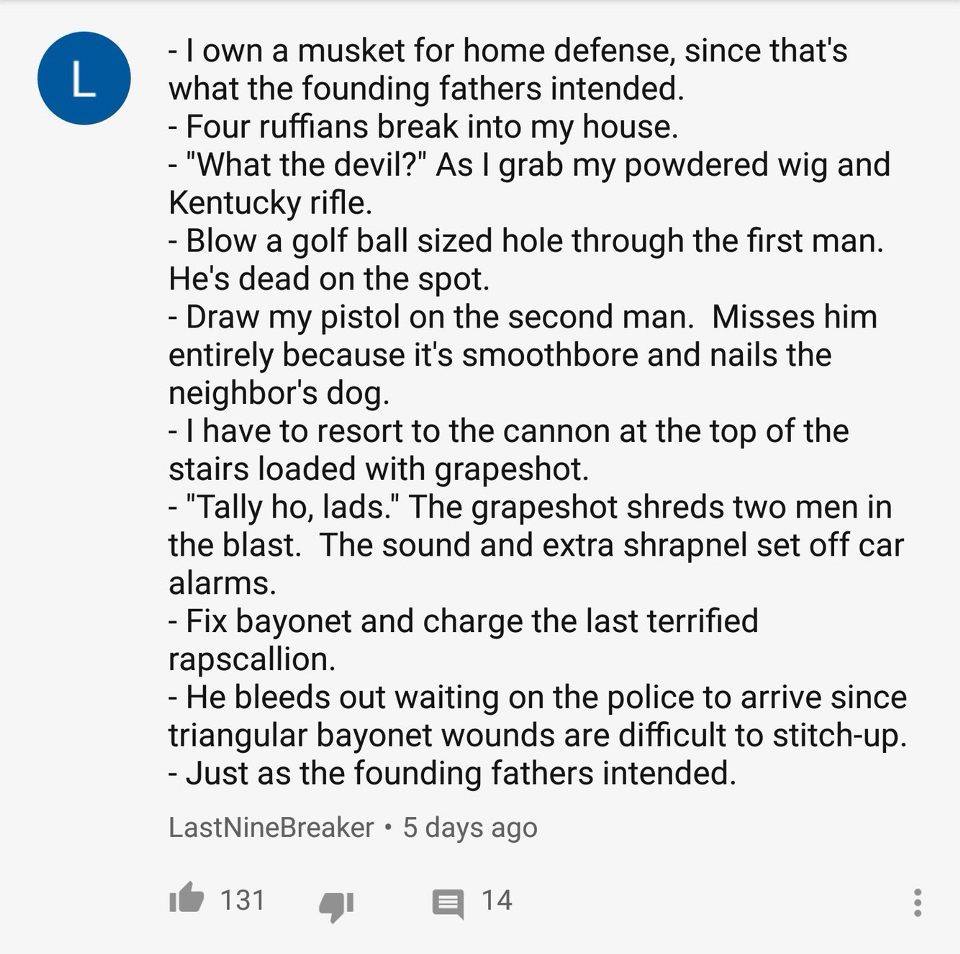 L
- I own a musket for home defense, since that's
what the founding fathers intended.
- Four ruffians break into my house.
- "What the devil?" As I grab my powdered wig and
Kentucky rifle.
- Blow a golf ball sized hole through the first man.
He's dead on the spot.
- Draw my pistol on the second man.  Misses him
entirely because it's smoothbore and nails the
neighbor's dog.
- I have to resort to the cannon at the top of the
stairs loaded with grapeshot.
- "Tally ho, lads." The grapeshot shreds two men in
the blast.  The sound and extra shrapnel set off car
alarms.
- Fix bayonet and charge the last terrified
rapscallion.
- He bleeds out waiting on the police to arrive since
triangular bayonet wounds are difficult to stitch-up.
- Just as the founding fathers intended.
LastNineBreaker • 5 days ago
131 14